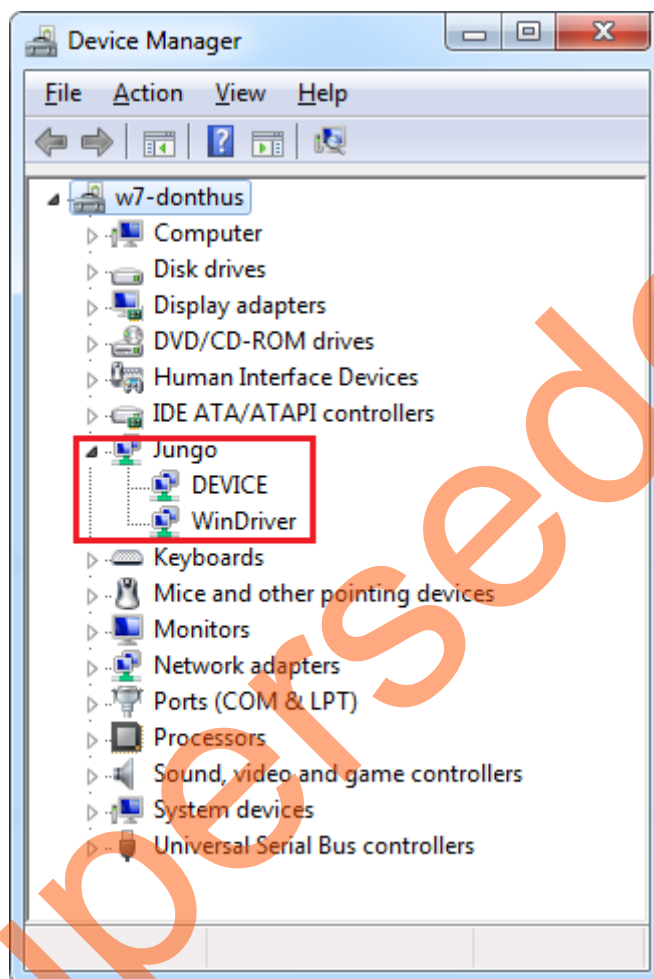 Device Manager
File Action View Help
w7-donthus
Computer
Disk drives
Display adapters
DVD/CD-ROM drives
Human Interface Devices
IDE ATA/ATAPI controllers
Jungo
DEVICE
WinDriver
Keyboards
Mice and other pointing devices
Monitors
Network adapters
Ports (COM & LPT)
Processors
Sound, video and game controllers
System devices
Universal Serial Bus controllers
persed